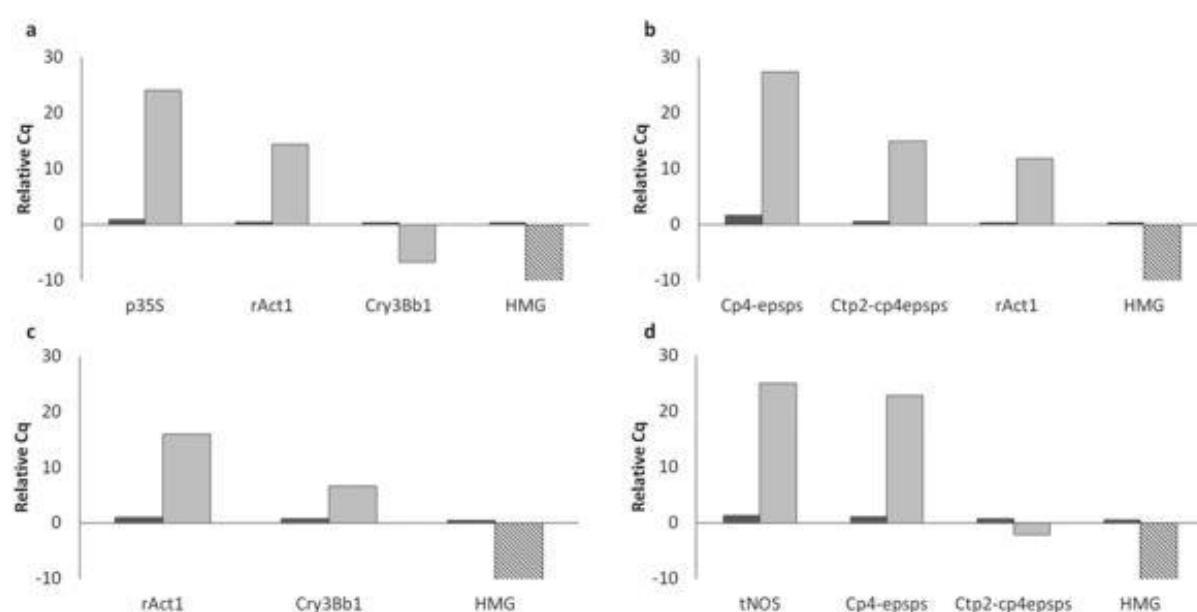 a
30
20
10
0
-10
Relative Cq
p35S rAct1 Cry3Bb1 HMG
b
30
20
10
0
-10
Relative Cq
Cp4-epsps Ctp2-cp4epsps rAct1 HMG
c
30
20
10
0
-10
Relative Cq
rAct1 Cry3Bb1 HMG
d
30
20
10
0
-10
Relative Cq
tNOS Cp4-epsps Ctp2-cp4epsps HMG